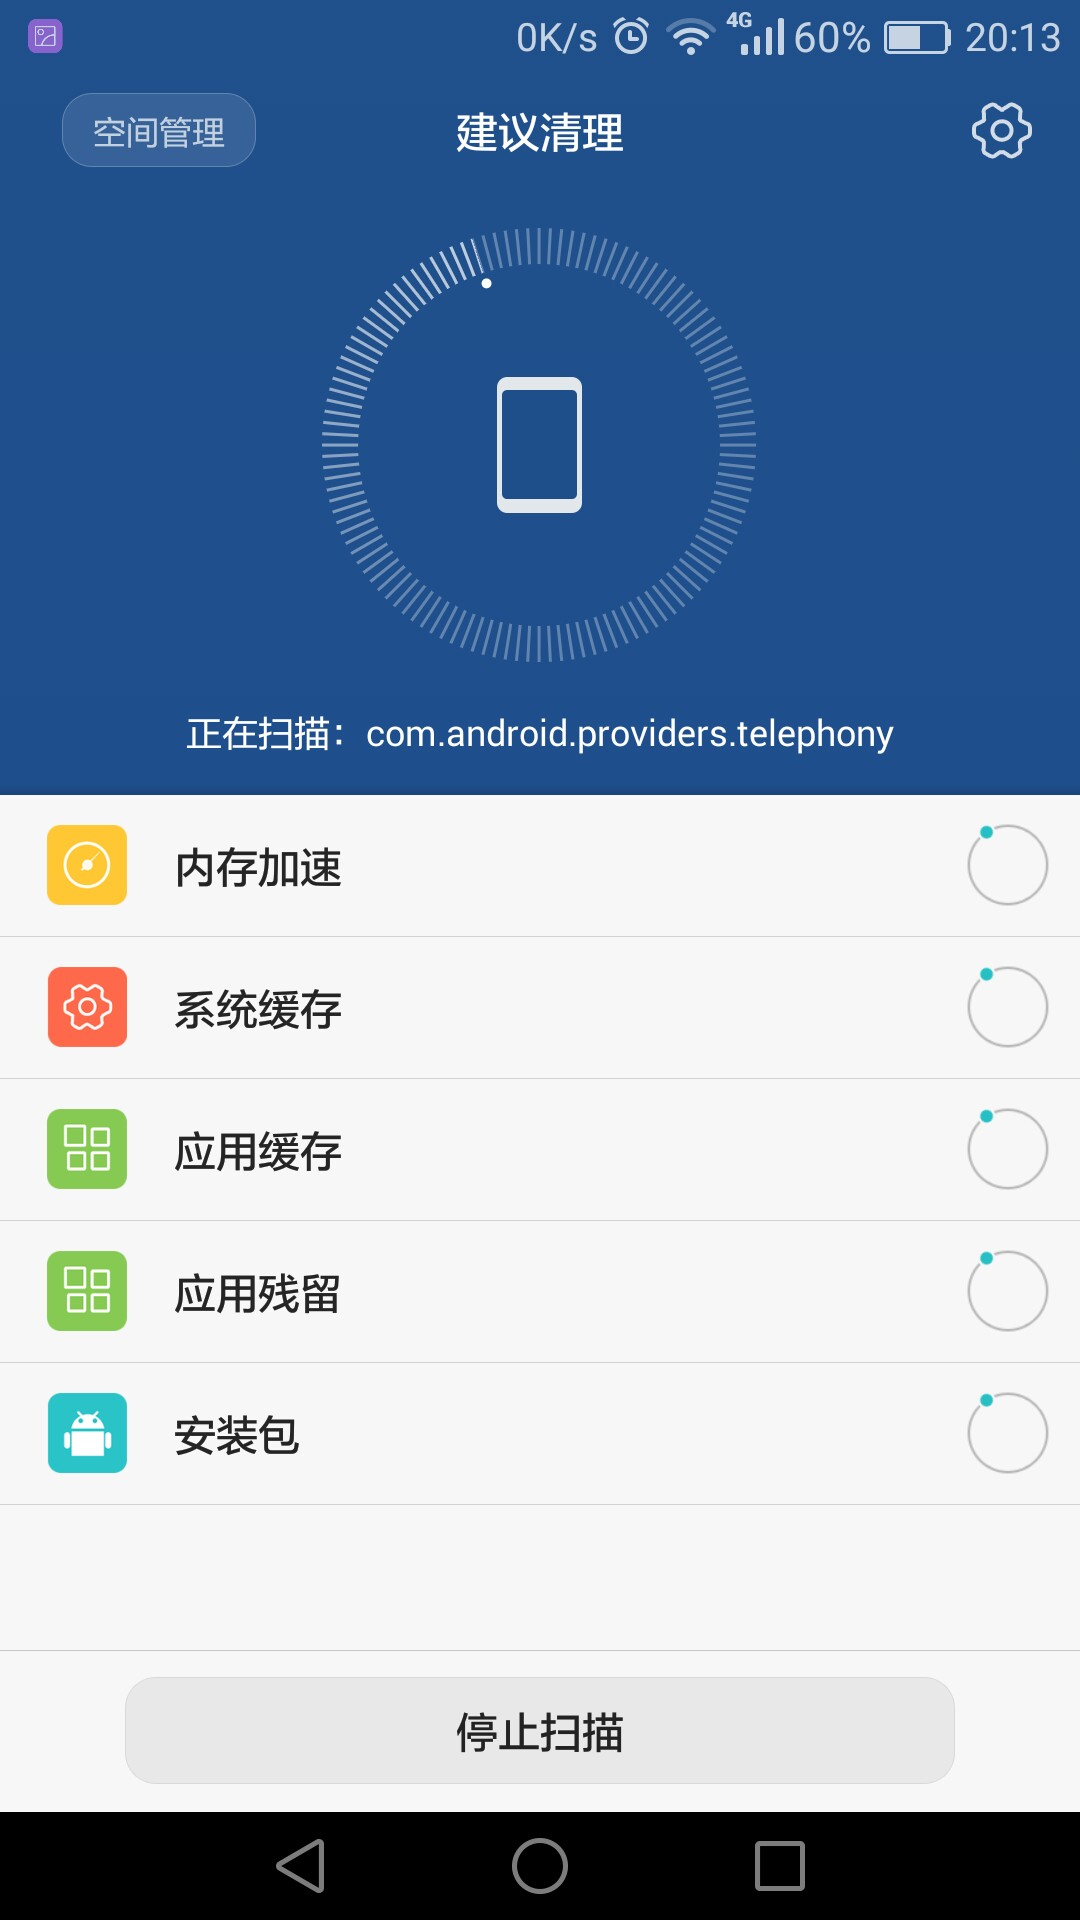 0K/s 4G 60% 20:13
空间管理 建议清理
正在扫描：com.android.providers.telephony
内存加速
系统缓存
应用缓存
应用残留
安装包
停止扫描